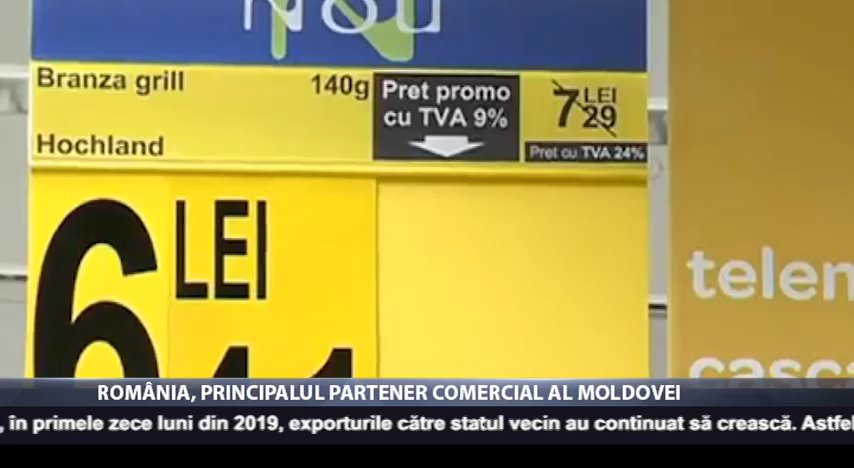 Nou
Branza grill 140g
Hochland
Pret promo
cu TVA 9%
7 LEI 29
Pret cu TVA 24%
6 LEI
telem
casca
ROMÂNIA, PRINCIPALUL PARTENER COMERCIAL AL MOLDOVEI
, în primele zece luni din 2019, exporturile către statul vecin au continuat să crească. Astfel